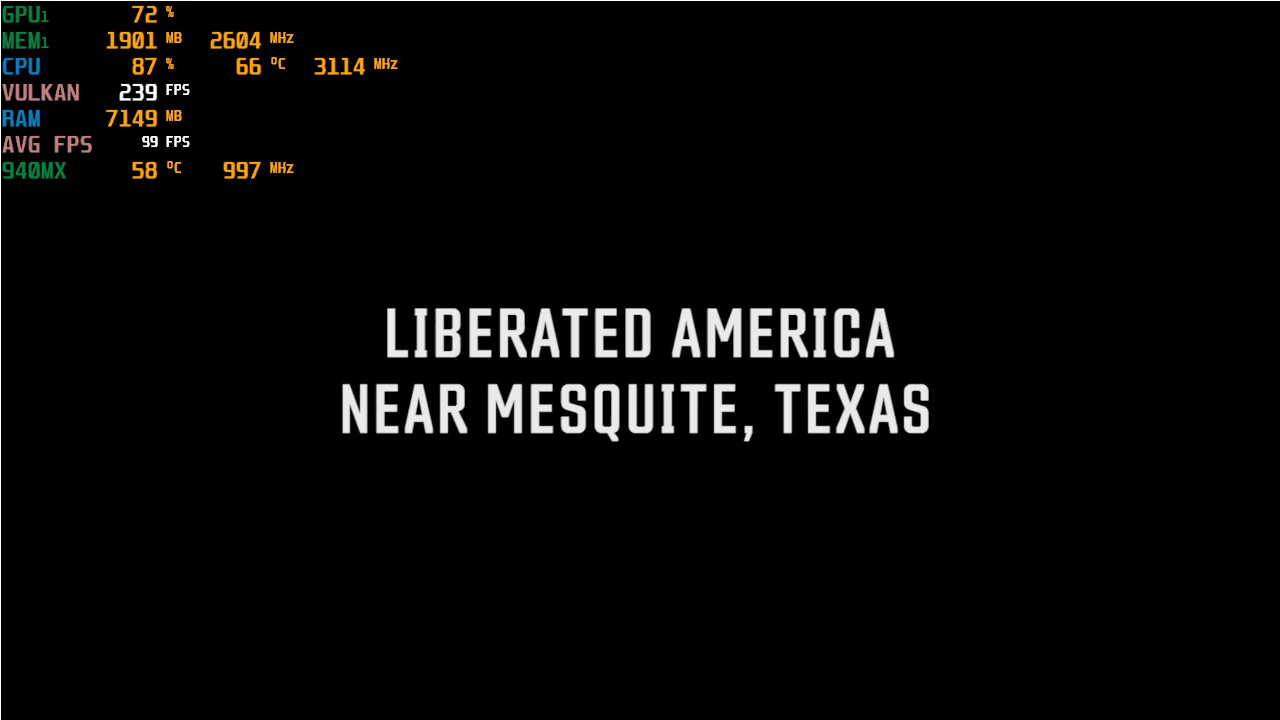 GPU1 72 %
MEM1 1901 MB 2604 MHz
CPU 87 % 66 °C 3114 MHz
VULKAN 239 FPS
RAM 7149 MB
AVG FPS 99 FPS
940MX 58 °C 997 MHz
LIBERATED AMERICA
NEAR MESQUITE, TEXAS